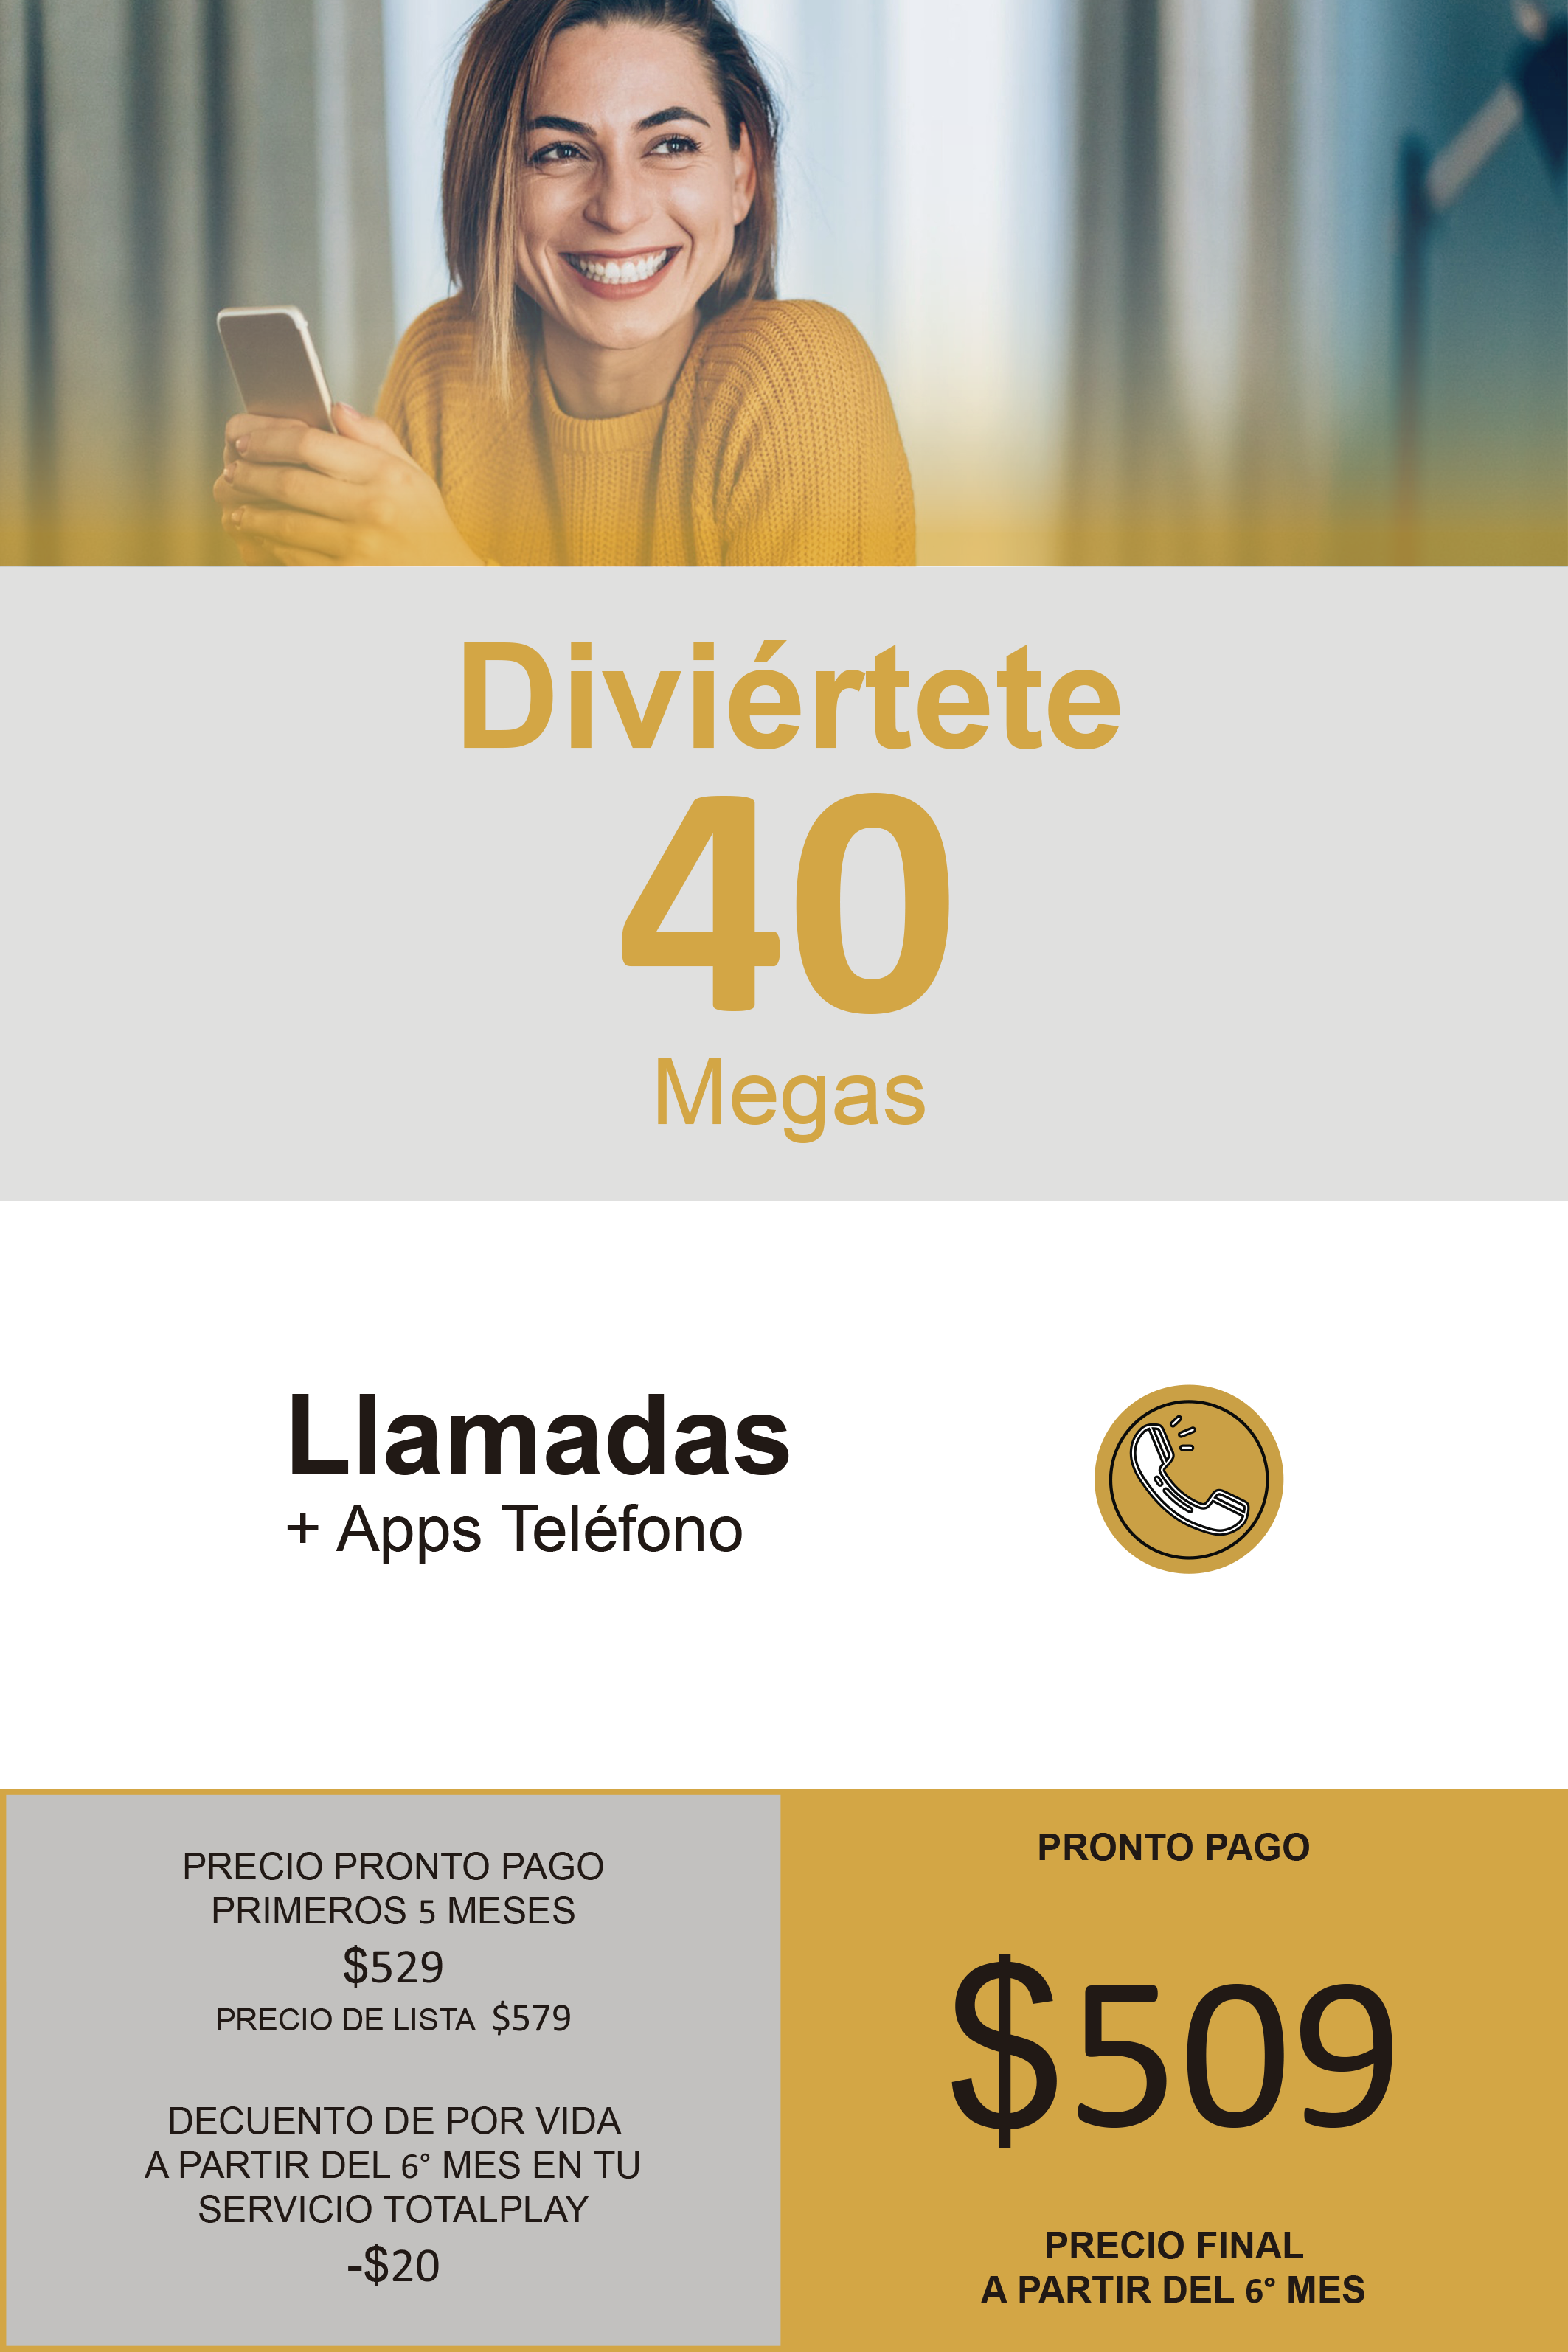 Diviértete
40
Megas
Llamadas
+ Apps Teléfono
PRECIO PRONTO PAGO
PRIMEROS 5 MESES
$529
PRECIO DE LISTA $579
DECUENTO DE POR VIDA
A PARTIR DEL 6° MES EN TU
SERVICIO TOTALPLAY
-$20
PRONTO PAGO
$509
PRECIO FINAL
A PARTIR DEL 6° MES